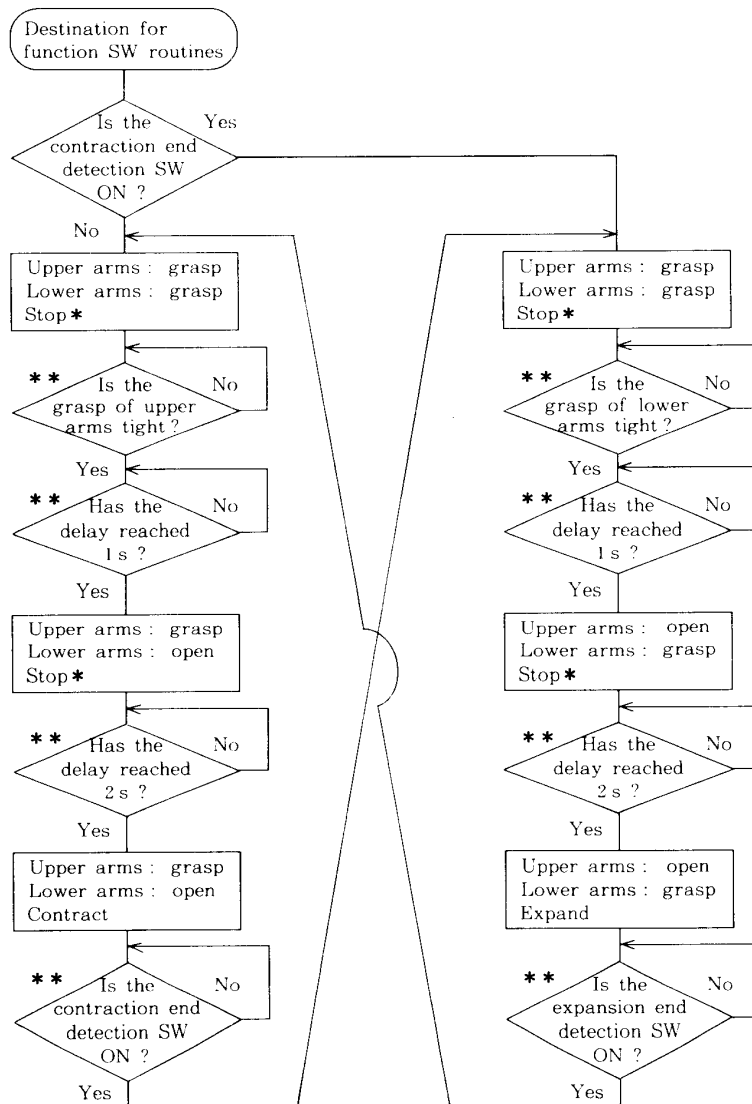 Destination for
function SW routines
Is the
contraction end
detection SW
ON ?
Yes
No
Upper arms : grasp
Lower arms : grasp
Stop*
**
Is the
grasp of upper
arms tight ?
No
Yes
**
Has the
delay reached
1 s ?
No
Yes
Upper arms : grasp
Lower arms : open
Stop*
**
Has the
delay reached
2 s ?
No
Yes
Upper arms : grasp
Lower arms : open
Contract
**
Is the
contraction end
detection SW
ON ?
No
Yes
Upper arms : grasp
Lower arms : grasp
Stop*
**
Is the
grasp of lower
arms tight ?
No
Yes
**
Has the
delay reached
1 s ?
No
Yes
Upper arms : open
Lower arms : grasp
Stop*
**
Has the
delay reached
2 s ?
No
Yes
Upper arms : open
Lower arms : grasp
Expand
**
Is the
expansion end
detection SW
ON ?
No
Yes